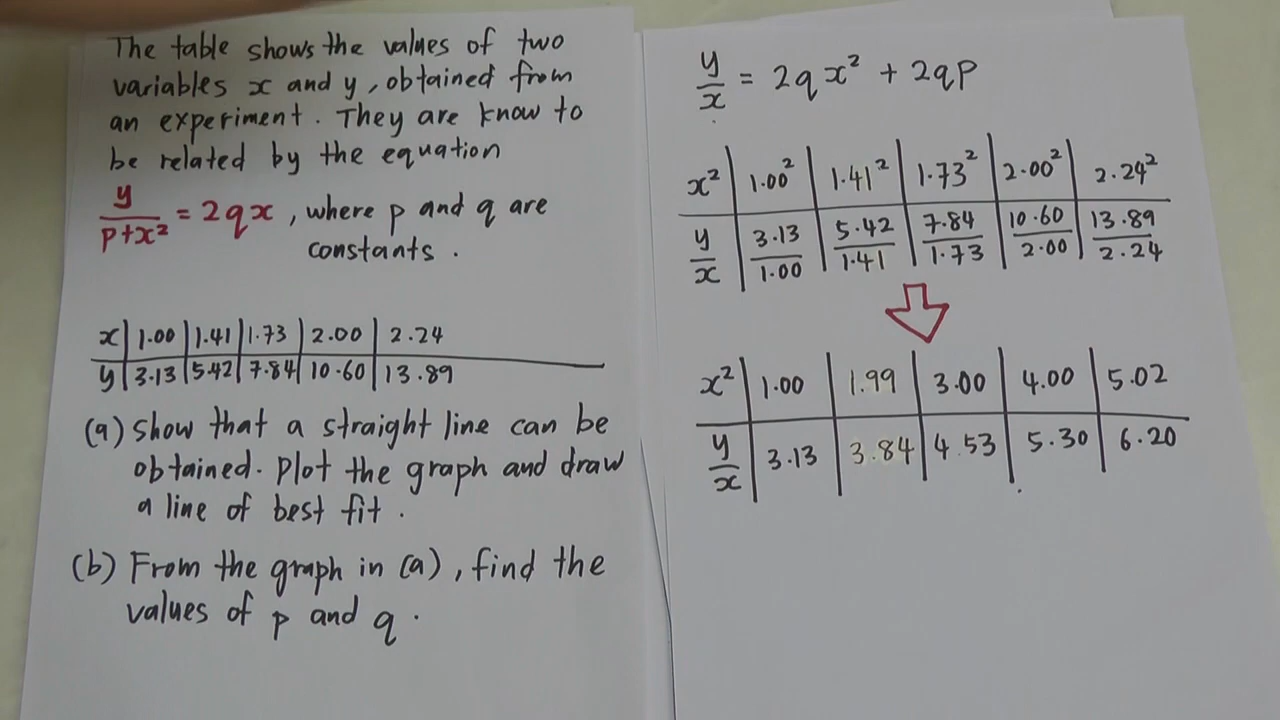 The table shows the values of two
variables x and y, obtained from
an experiment. They are know to
be related by the equation
y/(p+x²) = 2qx, where p and q are
constants.
x | 1.00 | 1.41 | 1.73 | 2.00 | 2.24
y | 3.13 | 5.42 | 7.84 | 10.60 | 13.89
(a) Show that a straight line can be
obtained. Plot the graph and draw
a line of best fit.
(b) From the graph in (a), find the
values of p and q.
y/x = 2qx² + 2qp
x² | 1.00² | 1.41² | 1.73² | 2.00² | 2.24²
y/x | 3.13/1.00 | 5.42/1.41 | 7.84/1.73 | 10.60/2.00 | 13.89/2.24
x² | 1.00 | 1.99 | 3.00 | 4.00 | 5.02
y/x | 3.13 | 3.84 | 4.53 | 5.30 | 6.20